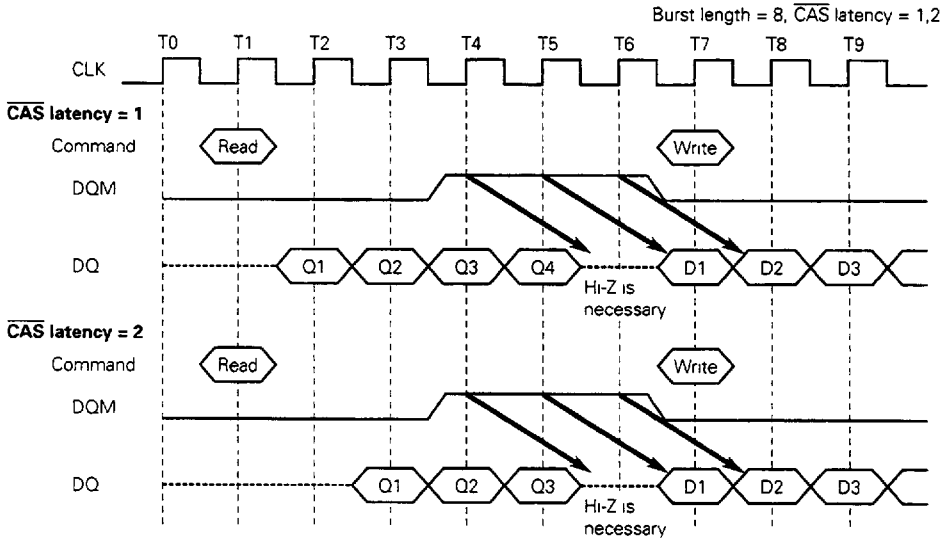 Burst length = 8, CAS latency = 1,2
T0 T1 T2 T3 T4 T5 T6 T7 T8 T9
CLK
CAS latency = 1
Command Read Write
DQM
DQ Q1 Q2 Q3 Q4 D1 D2 D3
Hi-Z is
necessary
CAS latency = 2
Command Read Write
DQM
DQ Q1 Q2 Q3 D1 D2 D3
Hi-Z is
necessary